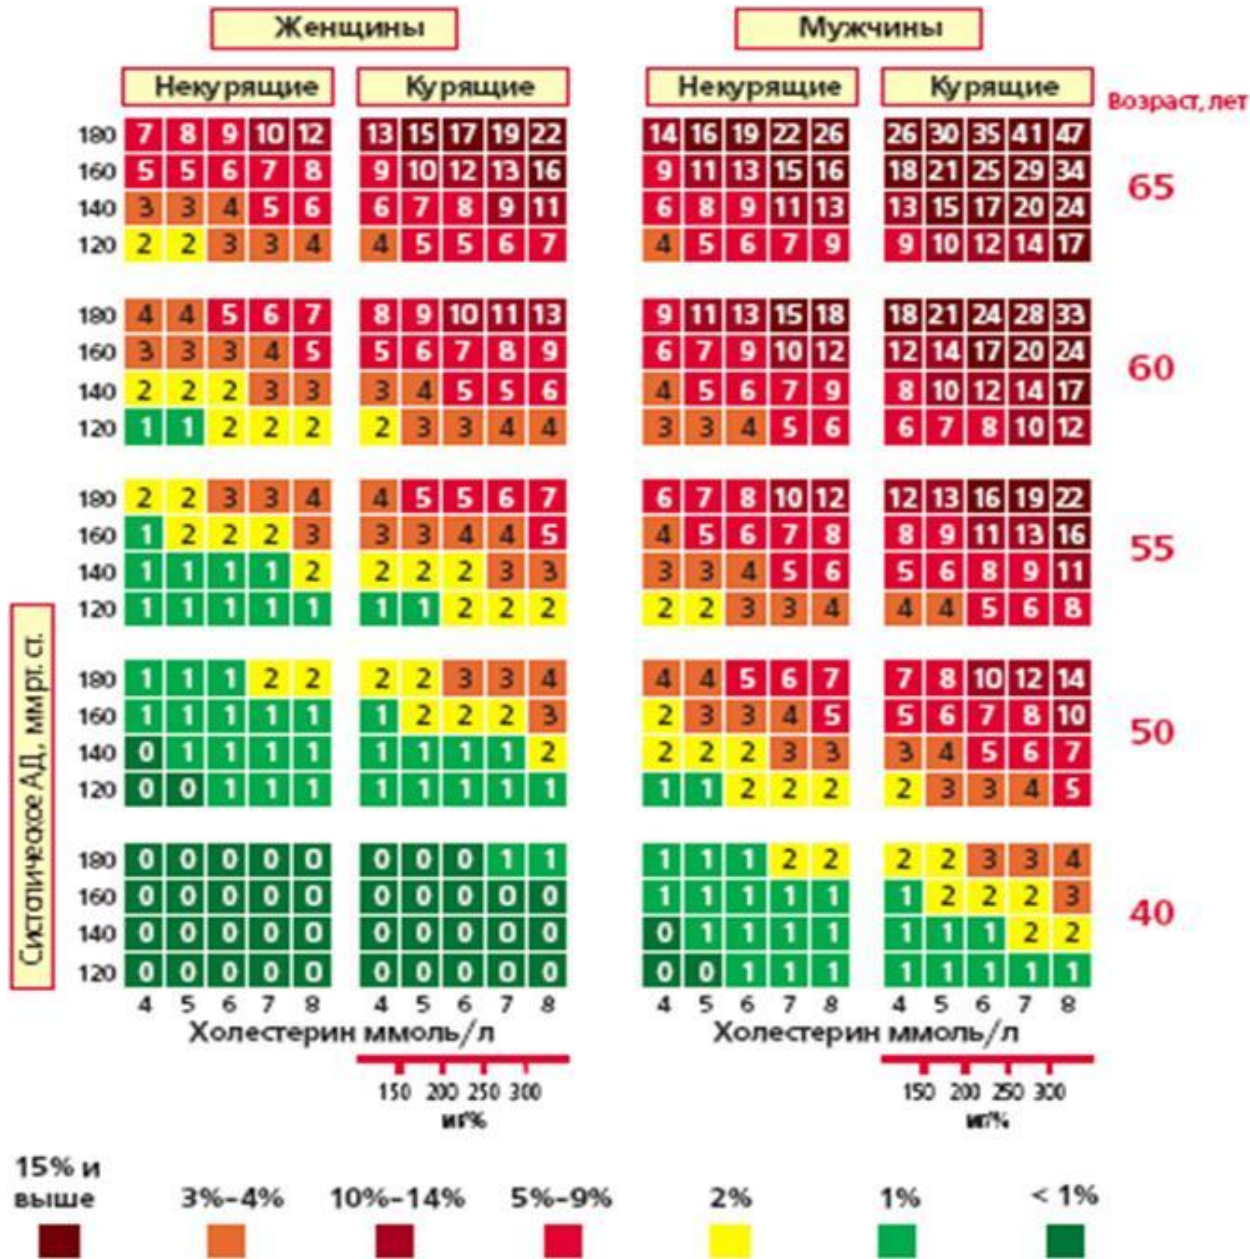 Женщины Мужчины
Некурящие Курящие Некурящие Курящие Возраст, лет
180 7 8 9 10 12 13 15 17 19 22 14 16 19 22 26 26 30 35 41 47
160 5 5 6 7 8 9 10 12 13 16 9 11 13 15 16 18 21 25 29 34
65
140 3 3 4 5 6 6 7 8 9 11 6 8 9 11 13 13 15 17 20 24
120 2 2 3 3 4 4 5 5 6 7 4 5 6 7 9 9 10 12 14 17
180 4 4 5 6 7 8 9 10 11 13 9 11 13 15 18 18 21 24 28 33
160 3 3 3 4 5 5 6 7 8 9 6 7 9 10 12 12 14 17 20 24
60
140 2 2 2 3 3 3 4 5 5 6 4 5 6 7 9 8 10 12 14 17
120 1 1 2 2 2 2 3 3 4 4 3 3 4 5 6 6 7 8 10 12
180 2 2 3 3 4 4 5 5 6 7 6 7 8 10 12 12 13 16 19 22
160 1 2 2 2 3 3 3 4 4 5 4 5 6 7 8 8 9 11 13 16
55
140 1 1 1 1 2 2 2 2 3 3 3 3 4 5 6 5 6 8 9 11
120 1 1 1 1 1 1 1 2 2 2 2 2 3 3 4 4 4 5 6 8
Систапическое АД, ммрт. ст.
180 1 1 1 2 2 2 2 3 3 4 4 4 5 6 7 7 8 10 12 14
160 1 1 1 1 1 1 2 2 2 3 2 3 3 4 5 5 6 7 8 10
50
140 0 1 1 1 1 1 1 1 1 2 2 2 2 3 3 3 4 5 6 7
120 0 0 1 1 1 1 1 1 1 1 1 1 2 2 2 2 3 3 4 5
180 0 0 0 0 0 0 0 0 1 1 1 1 1 2 2 2 2 3 3 4
160 0 0 0 0 0 0 0 0 0 0 1 1 1 1 1 1 2 2 2 3
40
140 0 0 0 0 0 0 0 0 0 0 0 1 1 1 1 1 1 1 2 2
120 0 0 0 0 0 0 0 0 0 0 0 0 1 1 1 1 1 1 1 1
4 5 6 7 8 4 5 6 7 8 4 5 6 7 8 4 5 6 7 8
Холестерин ммоль/л Холестерин ммоль/л
150 200 250 300 150 200 250 300
15% и
выше 3%–4% 10%–14% 5%–9% 2% 1% < 1%